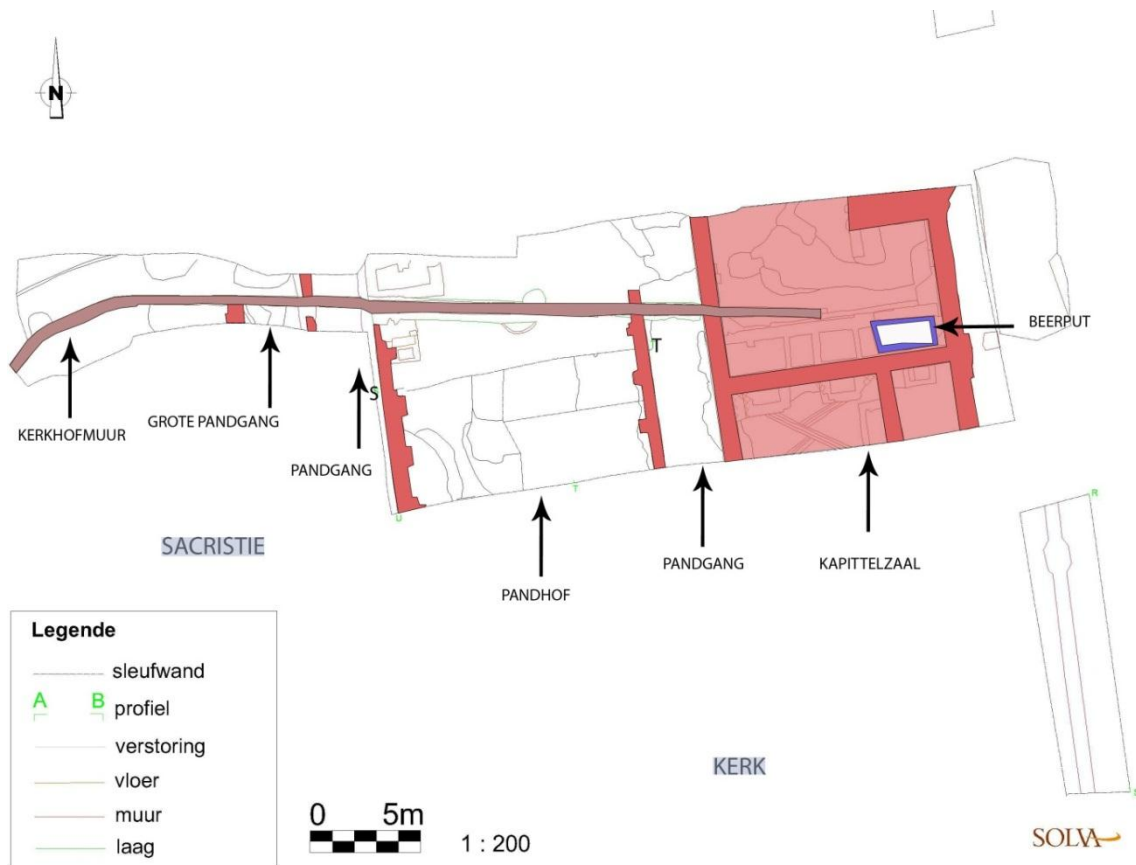 N
BEERPUT
T
S
KERKHOFMUUR
GROTE PANDGANG
PANDGANG
T
U
R
SACRISTIE
PANDHOF
PANDGANG
KAPITTELZAAL
KERK
Legende
sleufwand
A B profiel
verstoring
vloer
muur
laag
0 5m
1 : 200
SOLVA